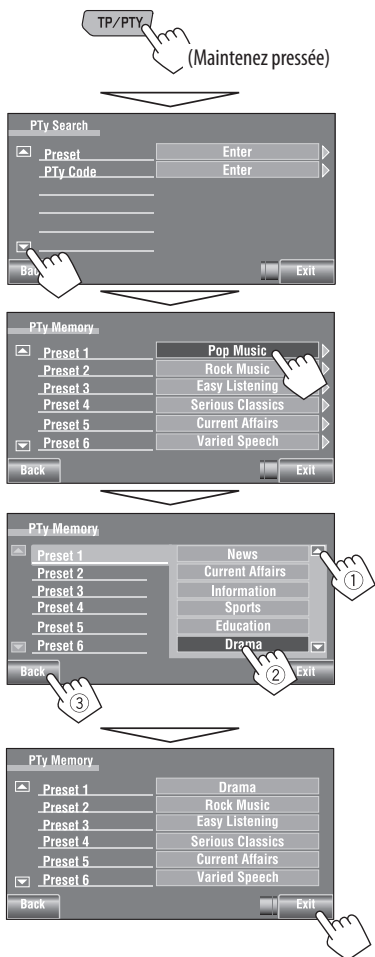 TP/PTY
(Maintenez pressée)
PTy Search
Preset Enter
PTy Code Enter
Exit
PTy Memory
Preset 1 Pop Music
Preset 2 Rock Music
Preset 3 Easy Listening
Preset 4 Serious Classics
Preset 5 Current Affairs
Preset 6 Varied Speech
Back Exit
PTy Memory
Preset 1 News
Preset 2 Current Affairs
Preset 3 Information
Preset 4 Sports
Preset 5 Education
Preset 6 Drama
Back Exit
①
②
③
PTy Memory
Preset 1 Drama
Preset 2 Rock Music
Preset 3 Easy Listening
Preset 4 Serious Classics
Preset 5 Current Affairs
Preset 6 Varied Speech
Back Exit